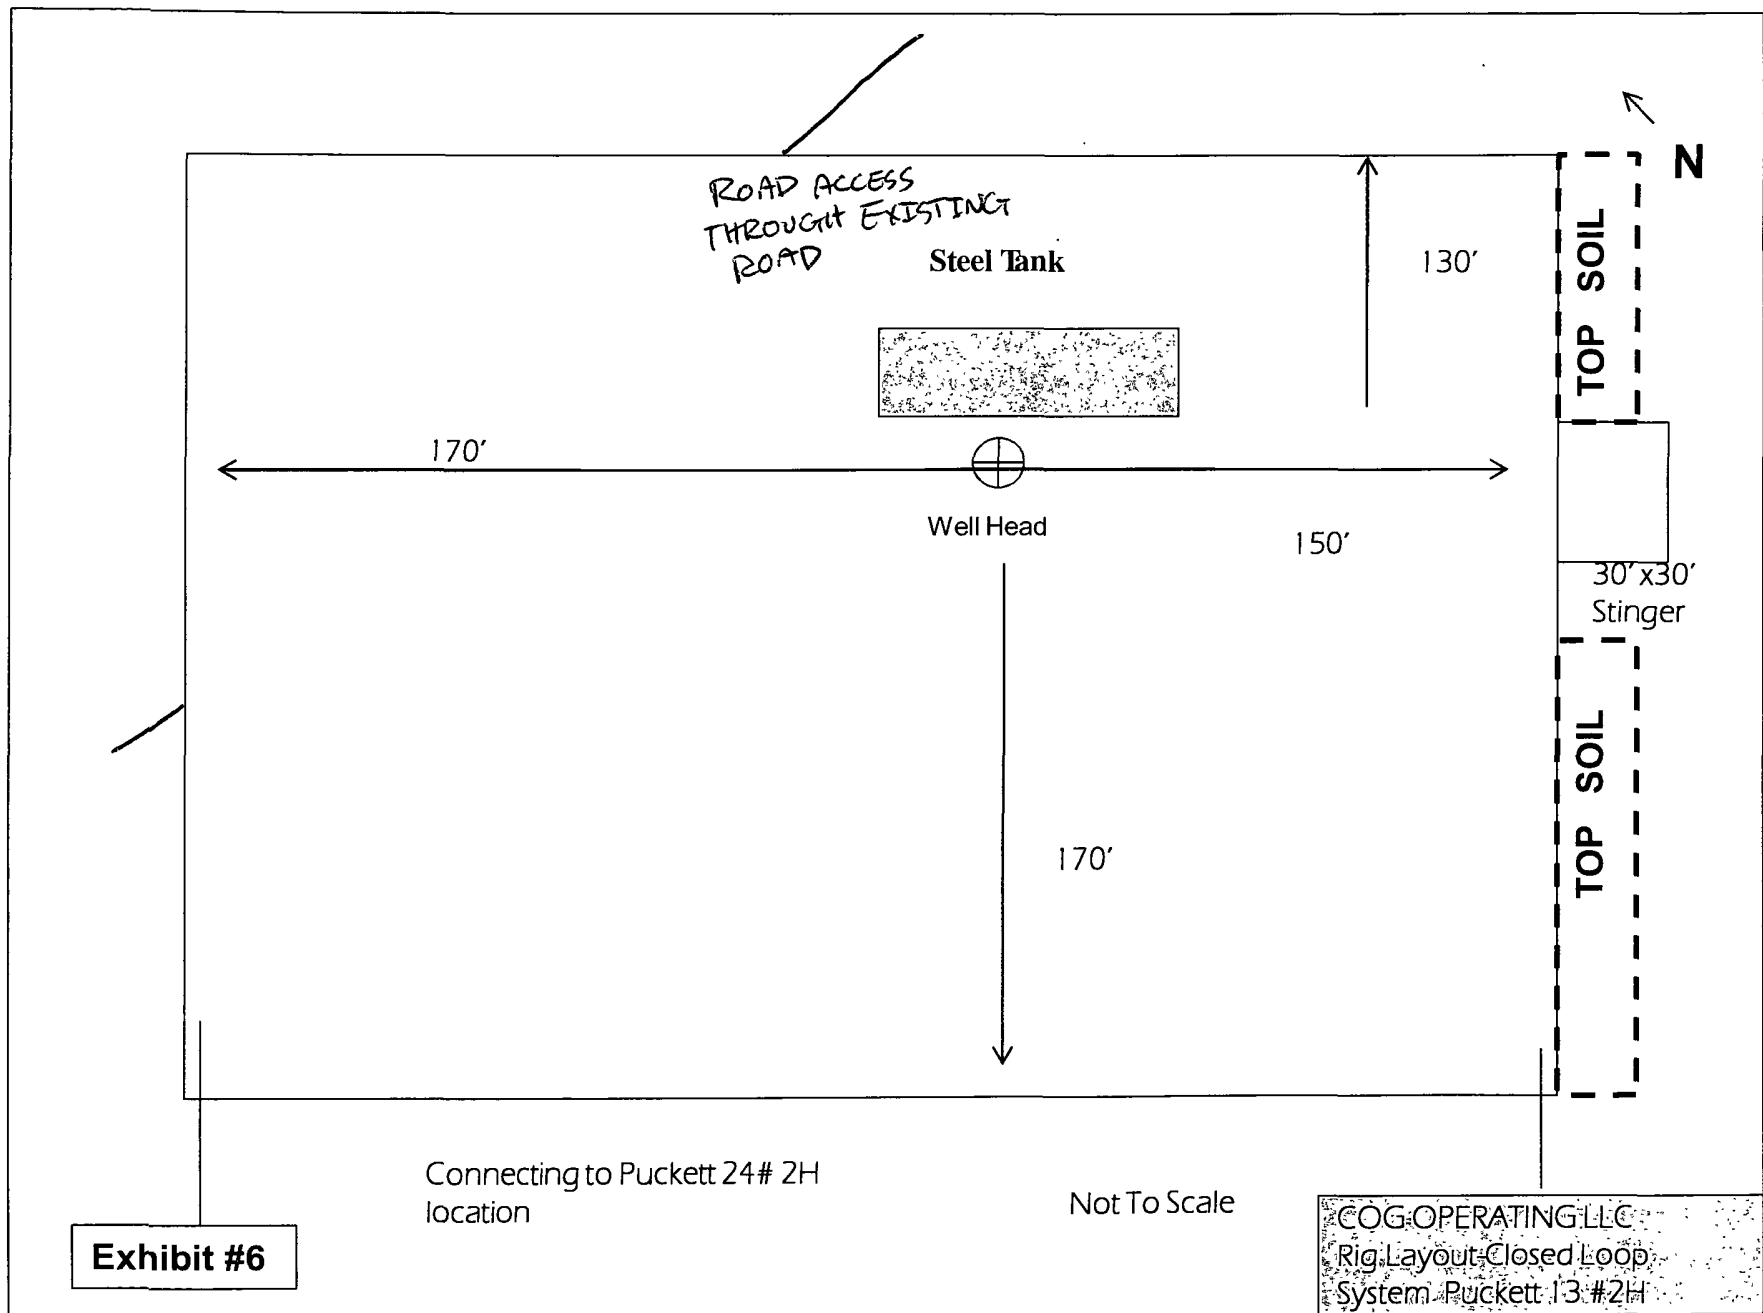 N
ROAD ACCESS
THROUGH EXISTING
ROAD
Steel Tank
130'
TOP SOIL
170'
Well Head
150'
30'x30'
Stinger
TOP SOIL
170'
Connecting to Puckett 24# 2H
location
Not To Scale
Exhibit #6
COG OPERATING LLC
Rig Layout Closed Loop
System Puckett 13 #2H